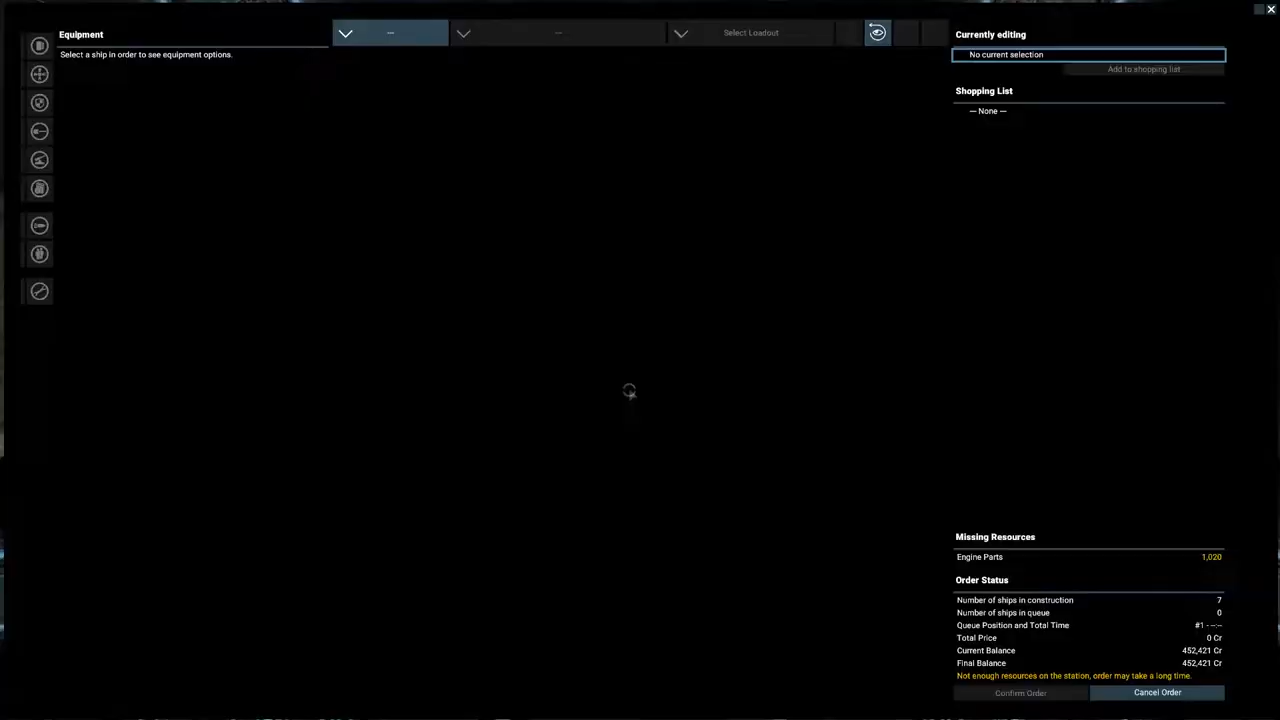 Equipment
Select a ship in order to see equipment options.
---
---
Select Loadout
Currently editing
No current selection
Add to shopping list
Shopping List
— None —
Missing Resources
Engine Parts 1,020
Order Status
Number of ships in construction 7
Number of ships in queue 0
Queue Position and Total Time #1 - --:--
Total Price 0 Cr
Current Balance 452,421 Cr
Final Balance 452,421 Cr
Not enough resources on the station, order may take a long time.
Confirm Order
Cancel Order